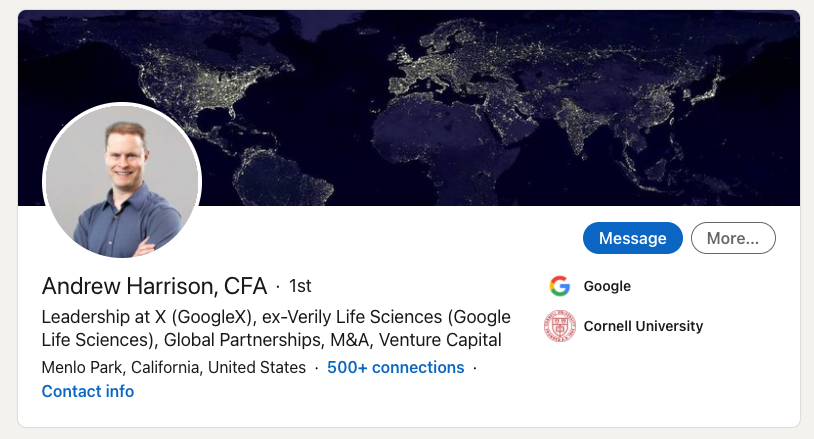 Message
More...
Andrew Harrison, CFA · 1st
Google
Leadership at X (GoogleX), ex-Verily Life Sciences (Google
Life Sciences), Global Partnerships, M&A, Venture Capital
Cornell University
Menlo Park, California, United States · 500+ connections ·
Contact info